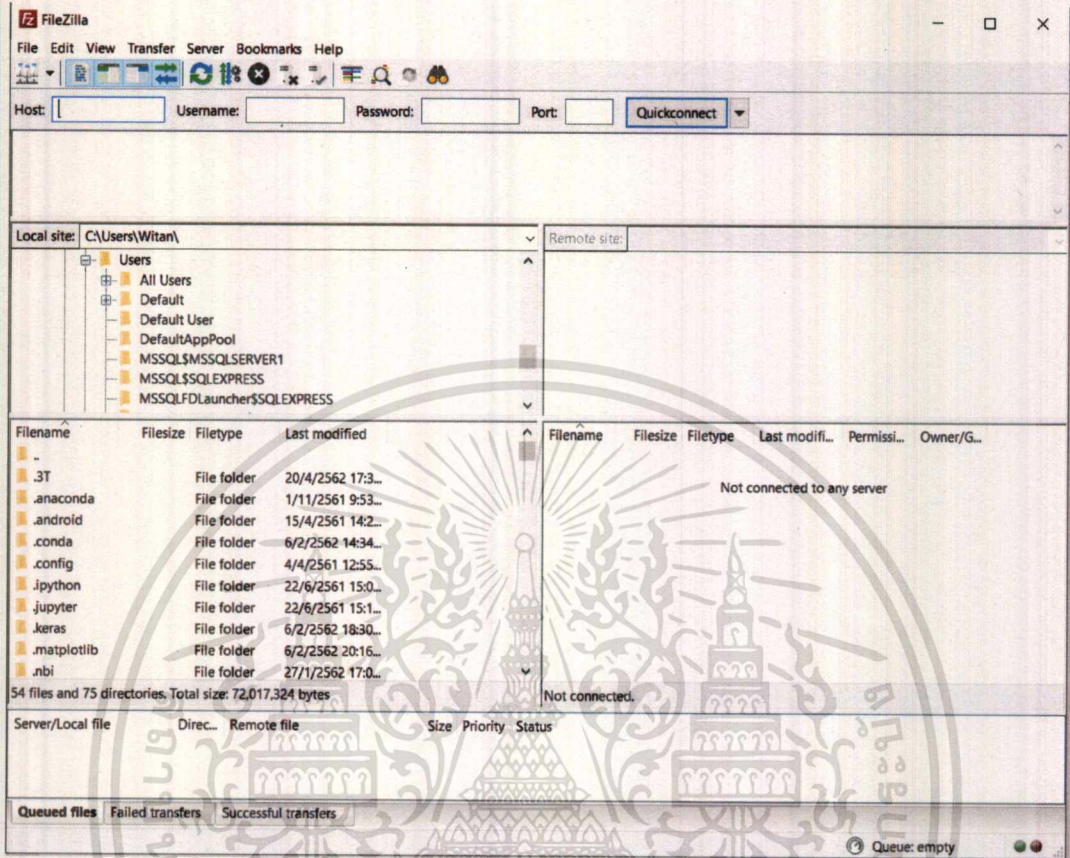 FileZilla
File Edit View Transfer Server Bookmarks Help
Host: Username: Password: Port: Quickconnect
Local site: C:\Users\Witan\
Remote site:
Users
All Users
Default
Default User
DefaultAppPool
MSSQL$MSSQLSERVER1
MSSQL$SQLEXPRESS
MSSQLFDLauncher$SQLEXPRESS
Filename Filesize Filetype Last modified
..
.3T File folder 20/4/2562 17:3...
.anaconda File folder 1/11/2561 9:53...
.android File folder 15/4/2561 14:2...
.conda File folder 6/2/2562 14:34...
.config File folder 4/4/2561 12:55...
.ipython File folder 22/6/2561 15:0...
.jupyter File folder 22/6/2561 15:1...
.keras File folder 6/2/2562 18:30...
.matplotlib File folder 6/2/2562 20:16...
.nbi File folder 27/1/2562 17:0...
54 files and 75 directories. Total size: 72,017,324 bytes
Filename Filesize Filetype Last modifi... Permissi... Owner/G...
Not connected to any server
Not connected.
Server/Local file Direc... Remote file Size Priority Status
Queued files Failed transfers Successful transfers
Queue: empty